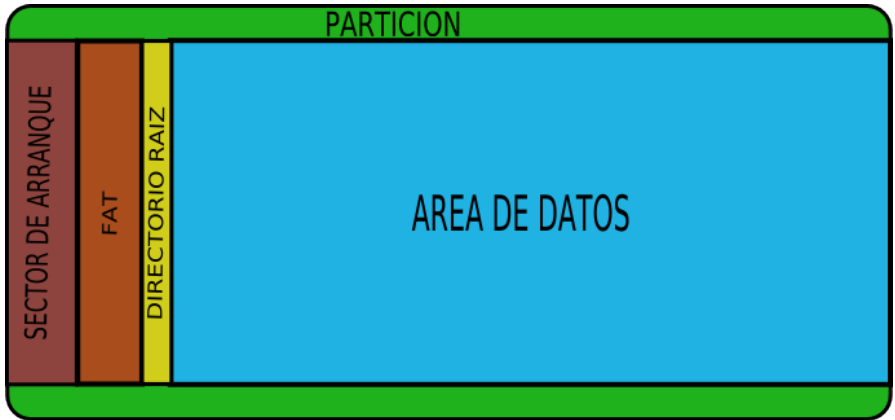 PARTICION
SECTOR DE ARRANQUE
FAT
DIRECTORIO RAIZ
AREA DE DATOS